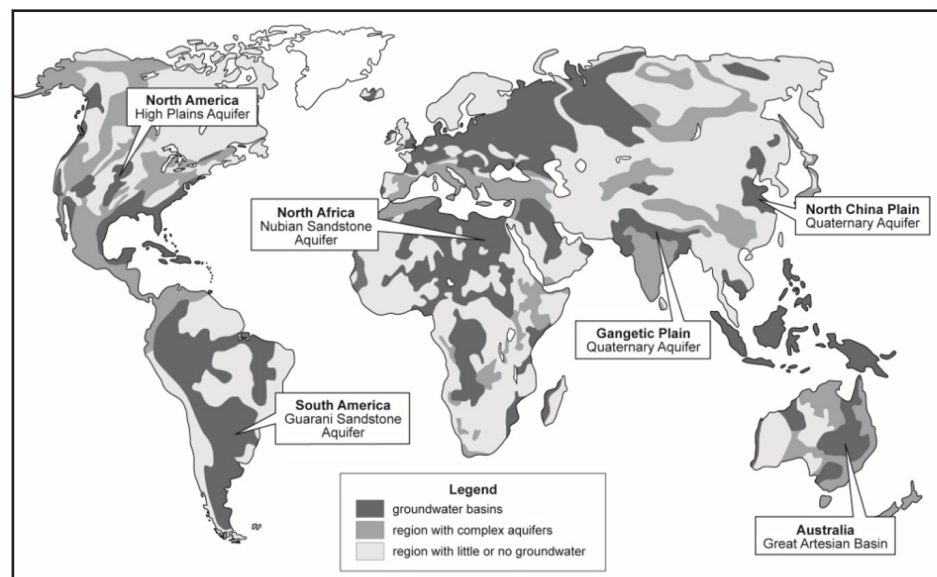 North America
High Plains Aquifer
North Africa
Nubian Sandstone
Aquifer
North China Plain
Quaternary Aquifer
Gangetic Plain
Quaternary Aquifer
South America
Guarani Sandstone
Aquifer
Legend
groundwater basins
region with complex aquifers
region with little or no groundwater
Australia
Great Artesian Basin